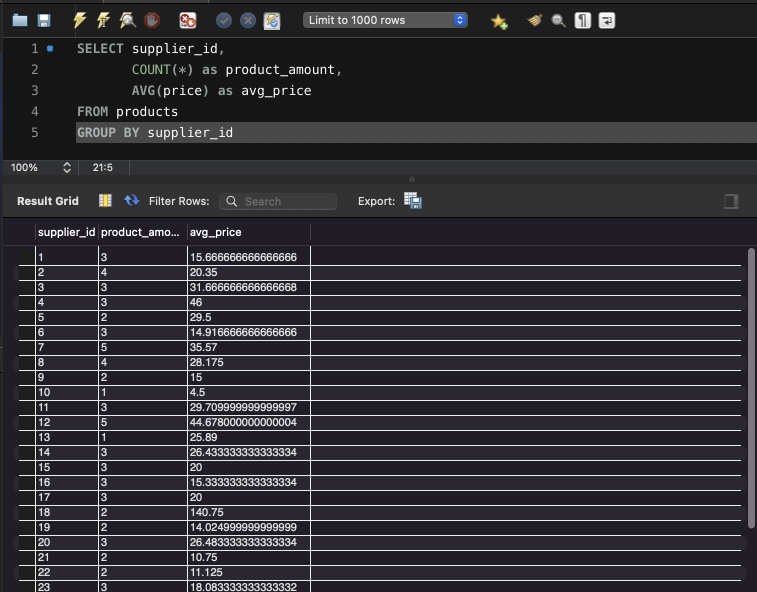 Limit to 1000 rows
1 SELECT supplier_id,
2 COUNT(*) as product_amount,
3 AVG(price) as avg_price
4 FROM products
5 GROUP BY supplier_id
100% 21:5
Result Grid Filter Rows: Search Export:
supplier_id product_amo... avg_price
1 3 15.666666666666666
2 4 20.35
3 3 31.666666666666668
4 3 46
5 2 29.5
6 3 14.916666666666666
7 5 35.57
8 4 28.175
9 2 15
10 1 4.5
11 3 29.709999999999997
12 5 44.678000000000004
13 1 25.89
14 3 26.433333333333334
15 3 20
16 3 15.333333333333334
17 3 20
18 2 140.75
19 2 14.024999999999999
20 3 26.483333333333334
21 2 10.75
22 2 11.125
23 3 18.083333333333332